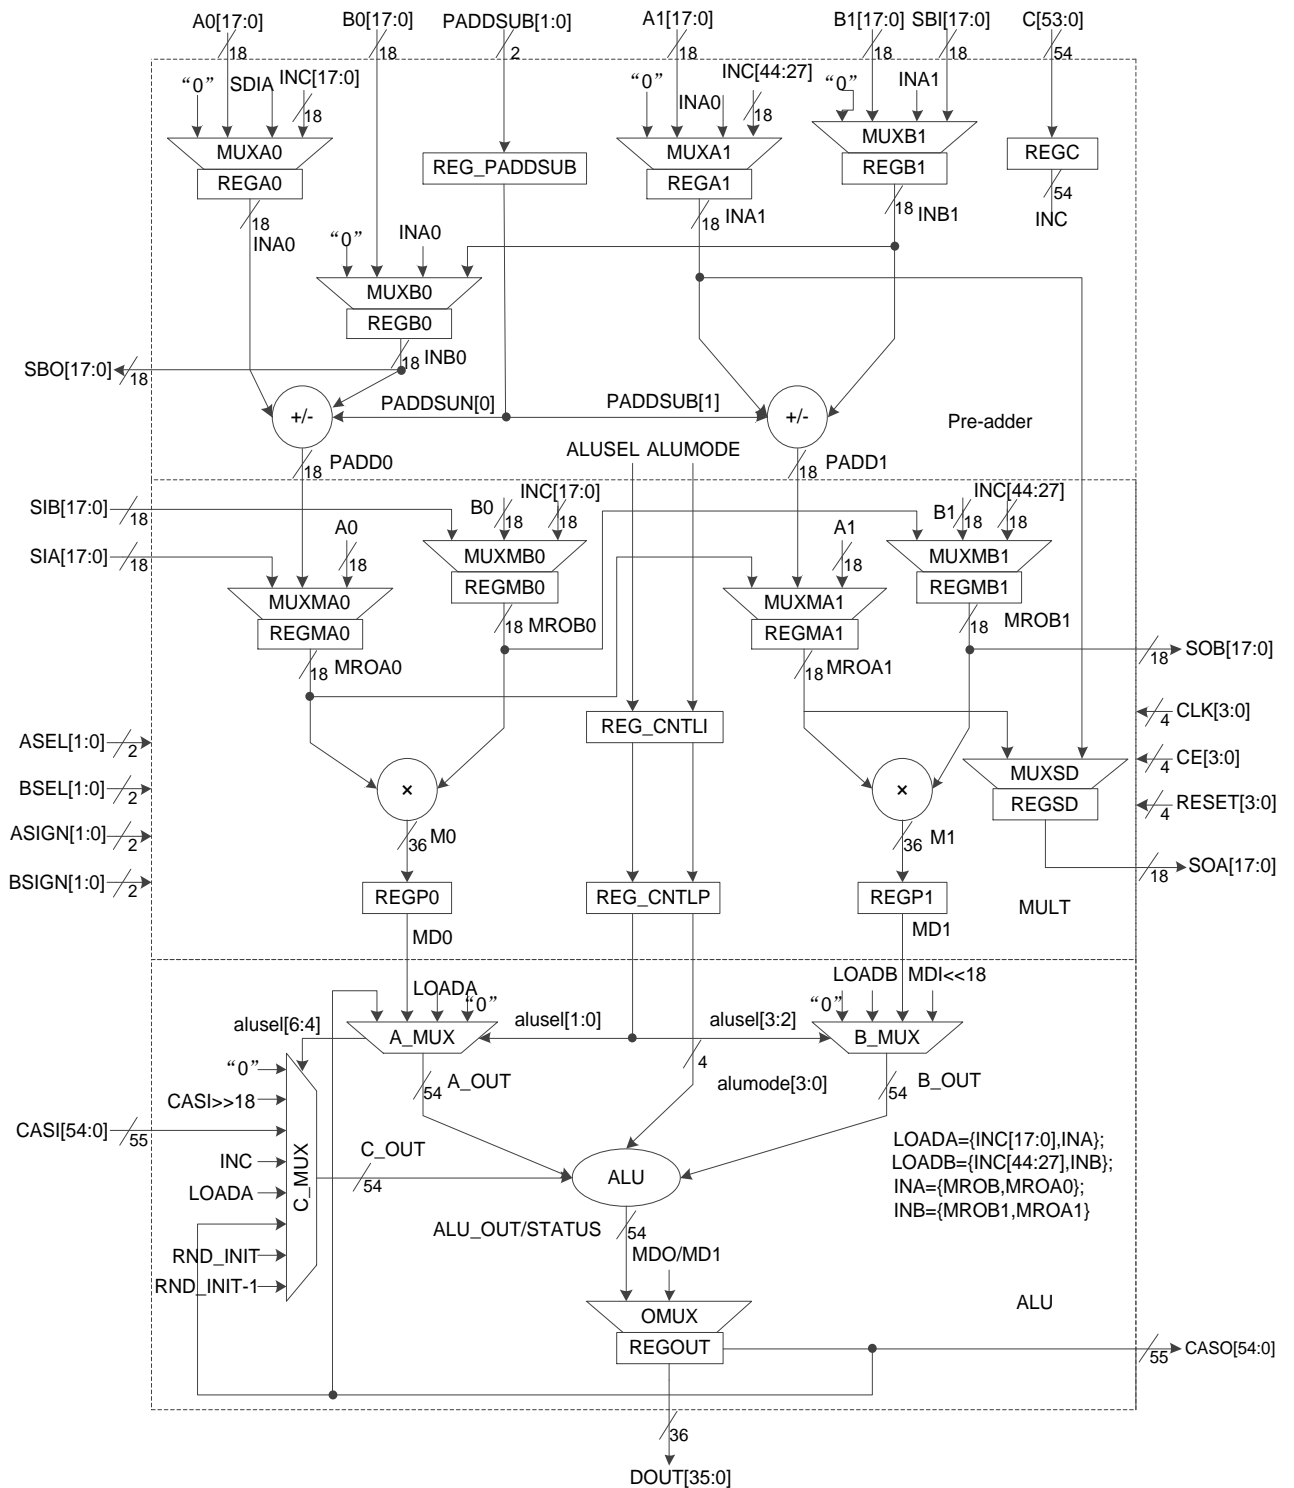 A0[17:0] B0[17:0] PADDSUB[1:0] A1[17:0] B1[17:0] SBI[17:0] C[53:0]
18 18 2 18 18 18 54
“0” SDIA INC[17:0] “0” INA0 INC[44:27] “0” INA1
18 18
MUXA0 MUXA1 MUXB1
REGA0 REG_PADDSUB REGA1 REGB1 REGC
18 INA0 18 INA1 18 INB1 54 INC
“0” INA0
MUXB0
REGB0
18 INB0
SBO[17:0] 18
+/- PADDSUN[0] PADDSUB[1] +/-
Pre-adder
18 PADD0 ALUSEL ALUMODE 18 PADD1
SIB[17:0] 18 B0 18 INC[17:0] 18 B1 18 INC[44:27] 18
SIA[17:0] 18 A0 18 A1 18
MUXMB0 MUXMB1
REGMB0 REGMB1
MUXMA0 MUXMA1
REGMA0 REGMA1
18 MROB0 18 MROB1
18 MROA0 18 MROA1
18 SOB[17:0]
REG_CNTLI
4 CLK[3:0]
ASEL[1:0] 2
4 CE[3:0]
MUXSD
REGSD
BSEL[1:0] 2
× ×
4 RESET[3:0]
ASIGN[1:0] 2
36 M0 36 M1
18 SOA[17:0]
BSIGN[1:0] 2
REGP0 REG_CNTLP REGP1
MULT
MD0 MD1
LOADA “0” “0” LOADB MDI<<18
alusel[6:4] A_MUX alusel[1:0] alusel[3:2] B_MUX
“0”
54 A_OUT 4 alumode[3:0] 54 B_OUT
CASI>>18
CASI[54:0] 55
INC
LOADA
C_MUX
RND_INIT
RND_INIT-1
C_OUT
54
ALU
LOADA={INC[17:0],INA};
LOADB={INC[44:27],INB};
INA={MROB,MROA0};
INB={MROB1,MROA1}
ALU_OUT/STATUS 54
MDO/MD1
OMUX
REGOUT
ALU
55 CASO[54:0]
36
DOUT[35:0]